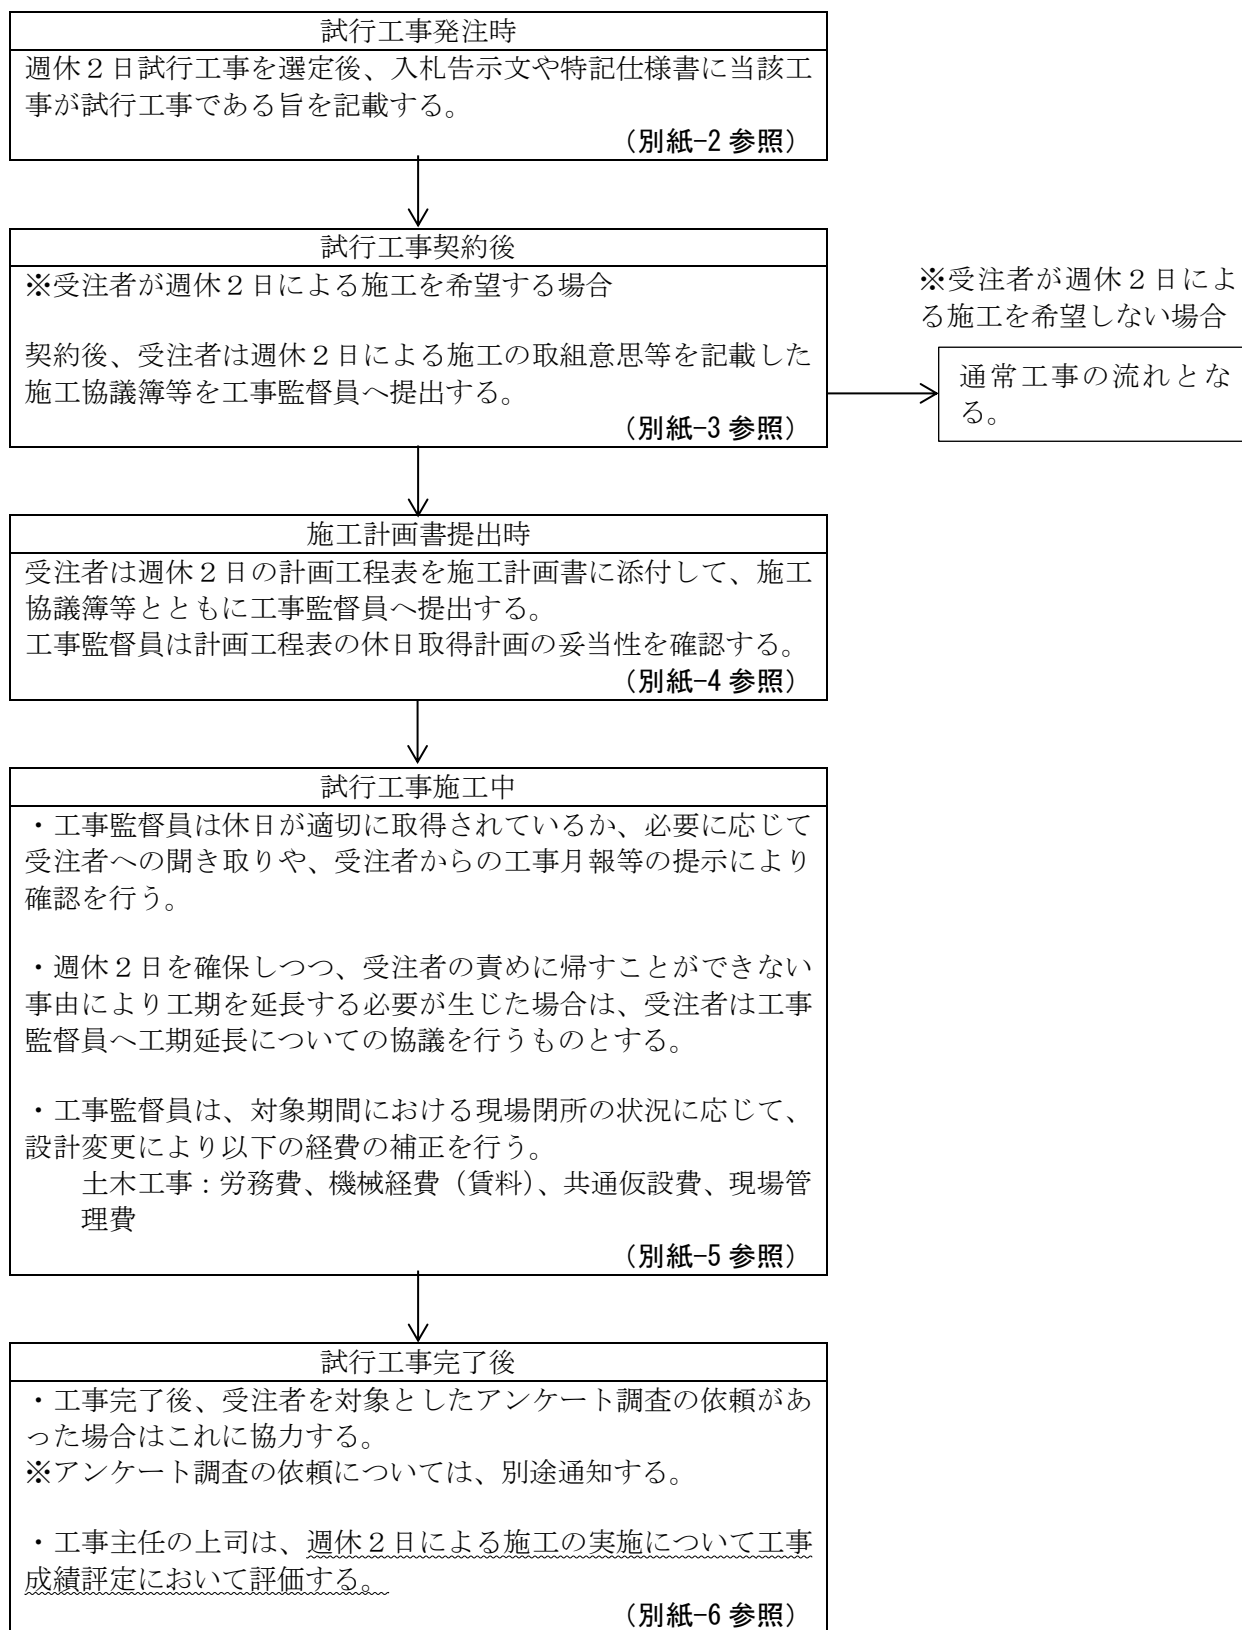 試行工事発注時
週休２日試行工事を選定後、入札告示文や特記仕様書に当該工
事が試行工事である旨を記載する。
（別紙-2 参照）
試行工事契約後
※受注者が週休２日による施工を希望する場合
契約後、受注者は週休２日による施工の取組意思等を記載した
施工協議簿等を工事監督員へ提出する。
（別紙-3 参照）
※受注者が週休２日によ
る施工を希望しない場合
通常工事の流れとな
る。
施工計画書提出時
受注者は週休２日の計画工程表を施工計画書に添付して、施工
協議簿等とともに工事監督員へ提出する。
工事監督員は計画工程表の休日取得計画の妥当性を確認する。
（別紙-4 参照）
試行工事施工中
・工事監督員は休日が適切に取得されているか、必要に応じて
受注者への聞き取りや、受注者からの工事月報等の提示により
確認を行う。
・週休２日を確保しつつ、受注者の責めに帰すことができない
事由により工期を延長する必要が生じた場合は、受注者は工事
監督員へ工期延長についての協議を行うものとする。
・工事監督員は、対象期間における現場閉所の状況に応じて、
設計変更により以下の経費の補正を行う。
土木工事：労務費、機械経費（賃料）、共通仮設費、現場管
理費
（別紙-5 参照）
試行工事完了後
・工事完了後、受注者を対象としたアンケート調査の依頼があ
った場合はこれに協力する。
※アンケート調査の依頼については、別途通知する。
・工事主任の上司は、週休２日による施工の実施について工事
成績評定において評価する。
（別紙-6 参照）